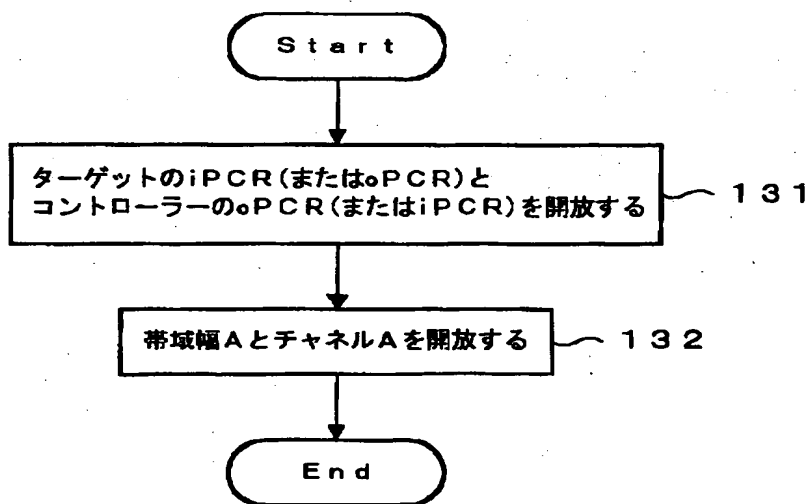 Start
ターゲットのiPCR(またはoPCR)と
コントローラーのoPCR(またはiPCR)を開放する
131
帯域幅AとチャネルAを開放する
132
End